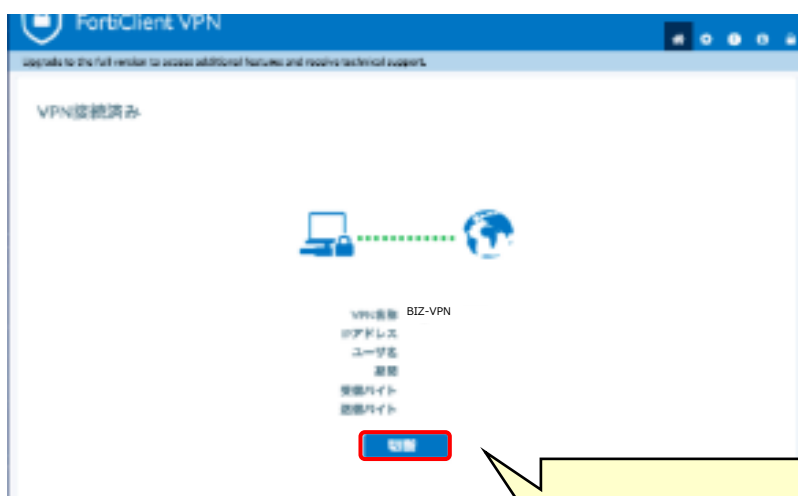 FortiClient VPN
Upgrade to the full version to access additional features and receive technical support.
VPN接続済み
VPN名称 BIZ-VPN
IPアドレス
ユーザ名
期間
受信バイト
送信バイト
切断